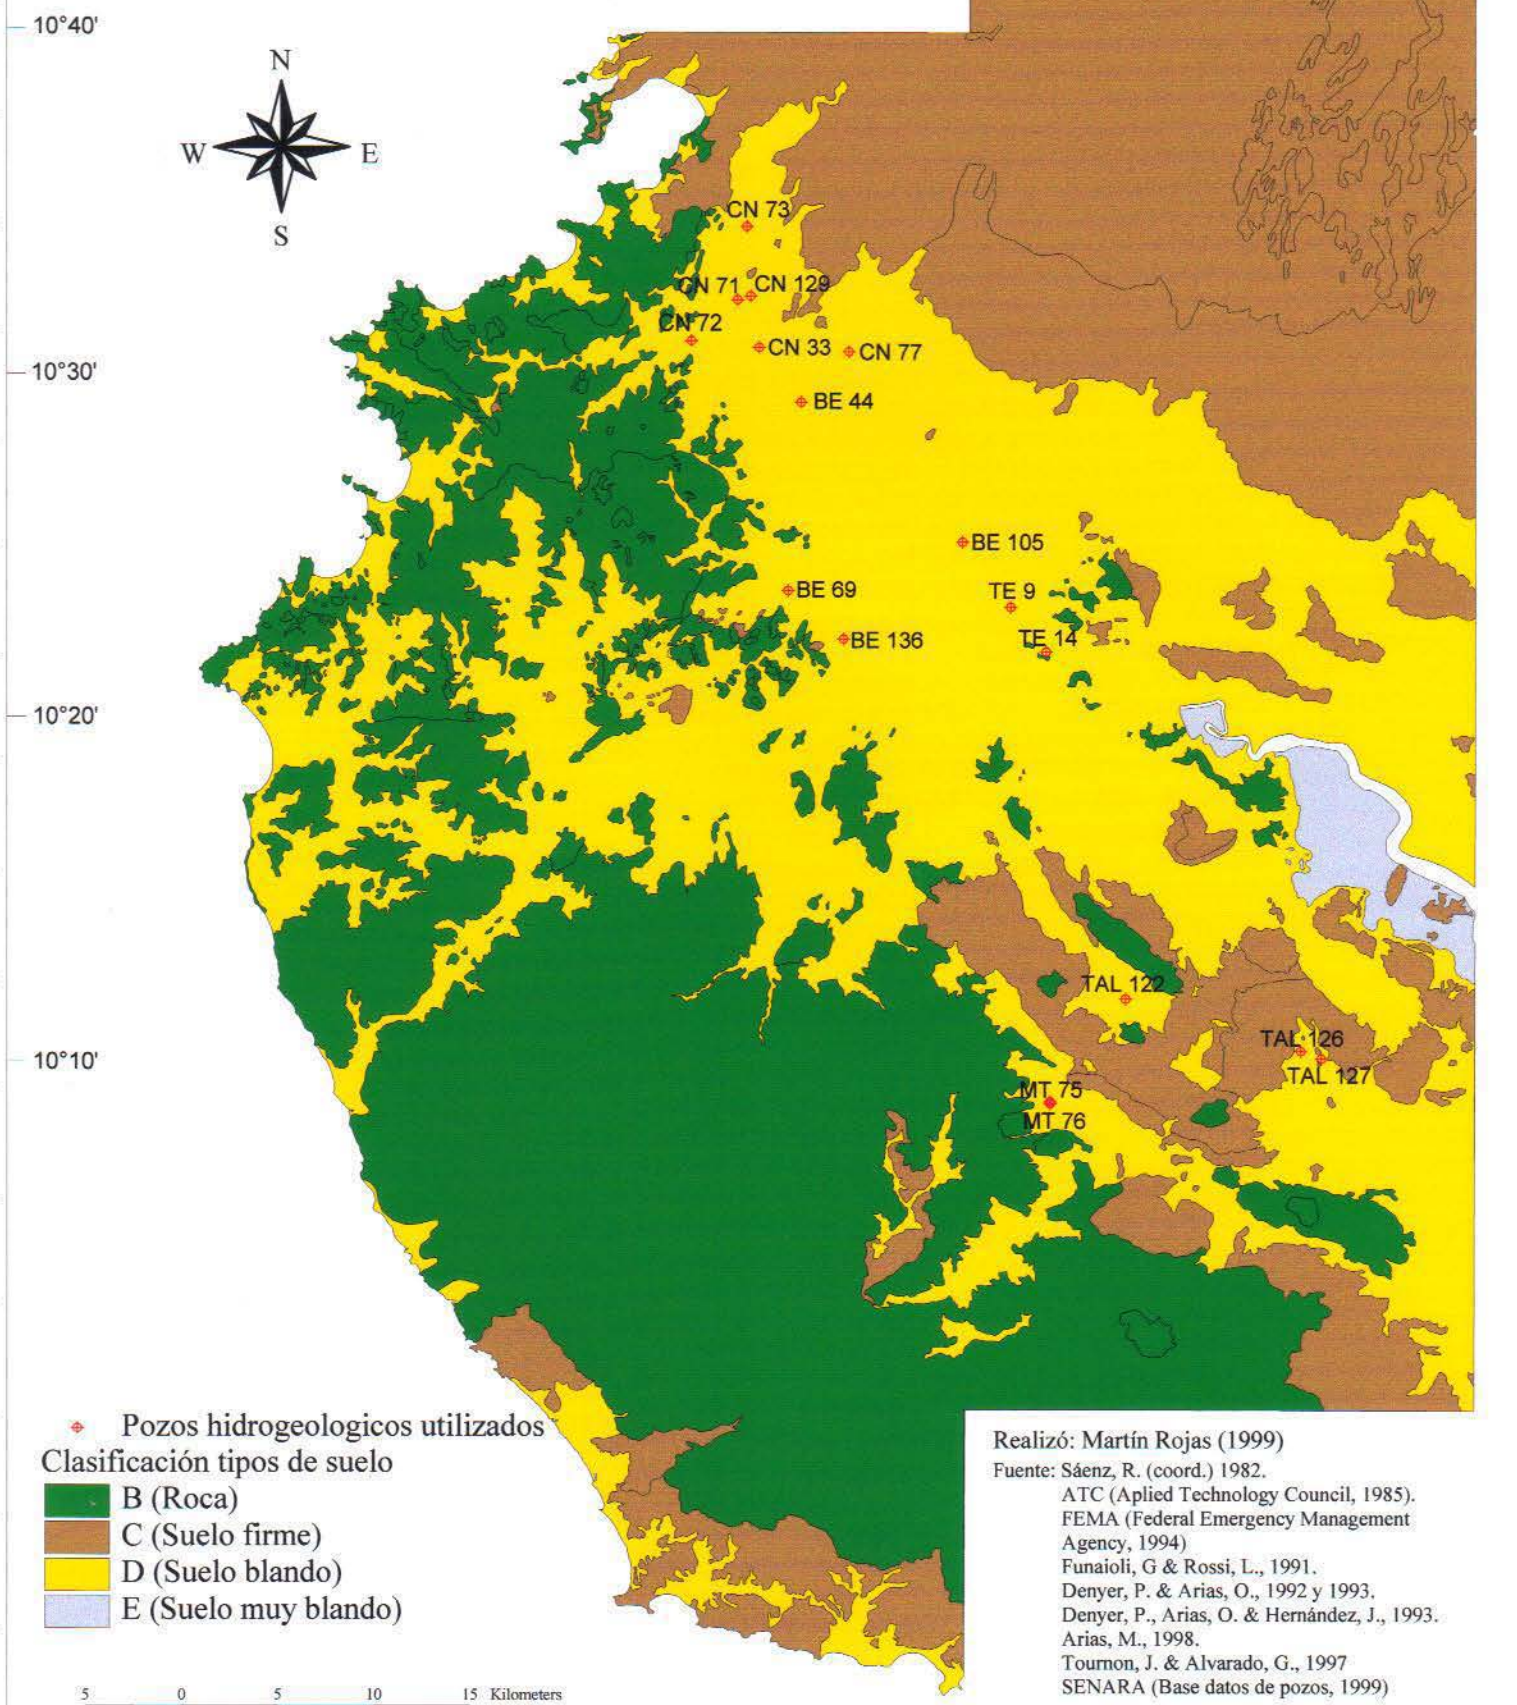 10°40'
N
W
E
S
CN 73
CN 71
CN 129
CN 72
CN 33
CN 77
10°30'
BE 44
BE 105
BE 69
TE 9
BE 136
TE 14
10°20'
TAL 122
TAL 126
10°10'
TAL 127
MT 75
MT 76
Pozos hidrogeologicos utilizados
Clasificación tipos de suelo
B (Roca)
C (Suelo firme)
D (Suelo blando)
E (Suelo muy blando)
5 0 5 10 15 Kilometers
Realizó: Martín Rojas (1999)
Fuente: Sáenz, R. (coord.) 1982.
ATC (Aplied Technology Council, 1985).
FEMA (Federal Emergency Management
Agency, 1994)
Funaioli, G & Rossi, L., 1991.
Denyer, P. & Arias, O., 1992 y 1993.
Denyer, P., Arias, O. & Hernández, J., 1993.
Arias, M., 1998.
Tournon, J. & Alvarado, G., 1997
SENARA (Base datos de pozos, 1999)